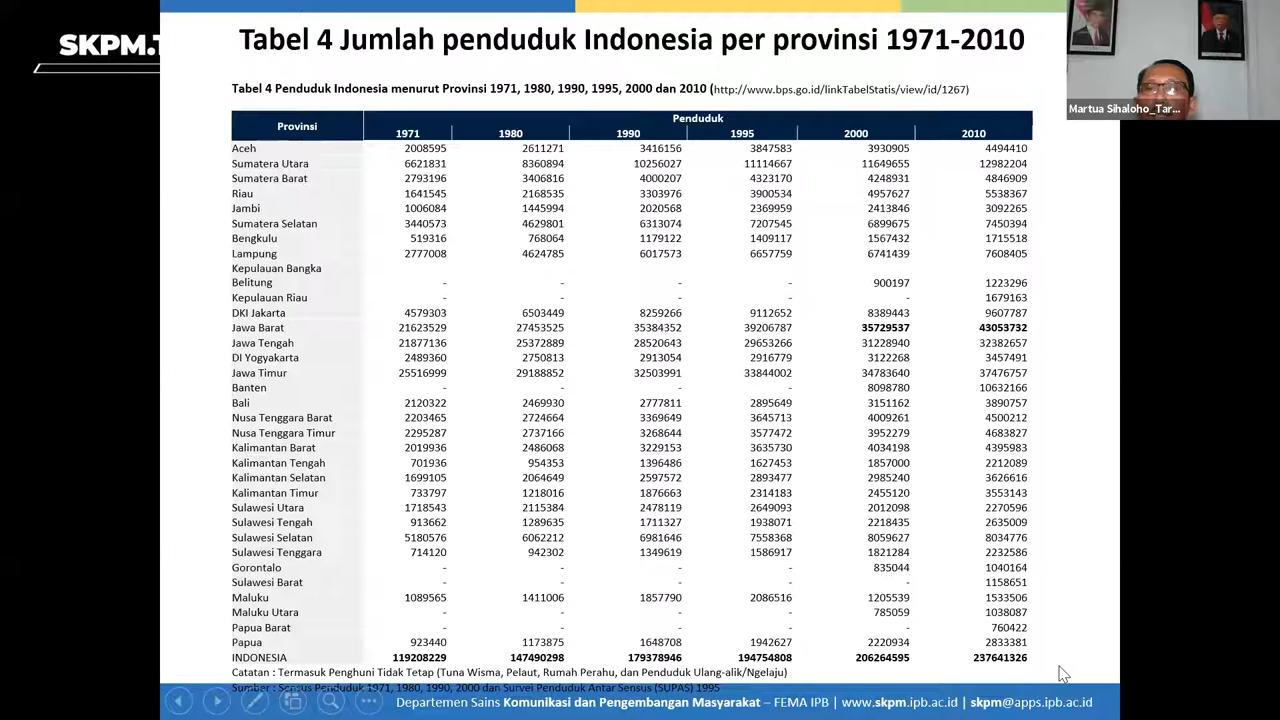 SKPM.T
Tabel 4 Jumlah penduduk Indonesia per provinsi 1971-2010
Martua Sihaloho_Tar...
Tabel 4 Penduduk Indonesia menurut Provinsi 1971, 1980, 1990, 1995, 2000 dan 2010 (http://www.bps.go.id/linkTabelStatis/view/id/1267)
Provinsi Penduduk
1971 1980 1990 1995 2000 2010
Aceh 2008595 2611271 3416156 3847583 3930905 4494410
Sumatera Utara 6621831 8360894 10256027 11114667 11649655 12982204
Sumatera Barat 2793196 3406816 4000207 4323170 4248931 4846909
Riau 1641545 2168535 3303976 3900534 4957627 5538367
Jambi 1006084 1445994 2020568 2369959 2413846 3092265
Sumatera Selatan 3440573 4629801 6313074 7207545 6899675 7450394
Bengkulu 519316 768064 1179122 1409117 1567432 1715518
Lampung 2777008 4624785 6017573 6657759 6741439 7608405
Kepulauan Bangka
Belitung - - - - 900197 1223296
Kepulauan Riau - - - - - 1679163
DKI Jakarta 4579303 6503449 8259266 9112652 8389443 9607787
Jawa Barat 21623529 27453525 35384352 39206787 35729537 43053732
Jawa Tengah 21877136 25372889 28520643 29653266 31228940 32382657
DI Yogyakarta 2489360 2750813 2913054 2916779 3122268 3457491
Jawa Timur 25516999 29188852 32503991 33844002 34783640 37476757
Banten - - - - 8098780 10632166
Bali 2120322 2469930 2777811 2895649 3151162 3890757
Nusa Tenggara Barat 2203465 2724664 3369649 3645713 4009261 4500212
Nusa Tenggara Timur 2295287 2737166 3268644 3577472 3952279 4683827
Kalimantan Barat 2019936 2486068 3229153 3635730 4034198 4395983
Kalimantan Tengah 701936 954353 1396486 1627453 1857000 2212089
Kalimantan Selatan 1699105 2064649 2597572 2893477 2985240 3626616
Kalimantan Timur 733797 1218016 1876663 2314183 2455120 3553143
Sulawesi Utara 1718543 2115384 2478119 2649093 2012098 2270596
Sulawesi Tengah 913662 1289635 1711327 1938071 2218435 2635009
Sulawesi Selatan 5180576 6062212 6981646 7558368 8059627 8034776
Sulawesi Tenggara 714120 942302 1349619 1586917 1821284 2232586
Gorontalo - - - - 835044 1040164
Sulawesi Barat - - - - - 1158651
Maluku 1089565 1411006 1857790 2086516 1205539 1533506
Maluku Utara - - - - 785059 1038087
Papua Barat - - - - - 760422
Papua 923440 1173875 1648708 1942627 2220934 2833381
INDONESIA 119208229 147490298 179378946 194754808 206264595 237641326
Catatan : Termasuk Penghuni Tidak Tetap (Tuna Wisma, Pelaut, Rumah Perahu, dan Penduduk Ulang-alik/Ngelaju)
Sumber : Sensus Penduduk 1971, 1980, 1990, 2000 dan Survei Penduduk Antar Sensus (SUPAS) 1995
Departemen Sains Komunikasi dan Pengembangan Masyarakat – FEMA IPB | www.skpm.ipb.ac.id | skpm@apps.ipb.ac.id